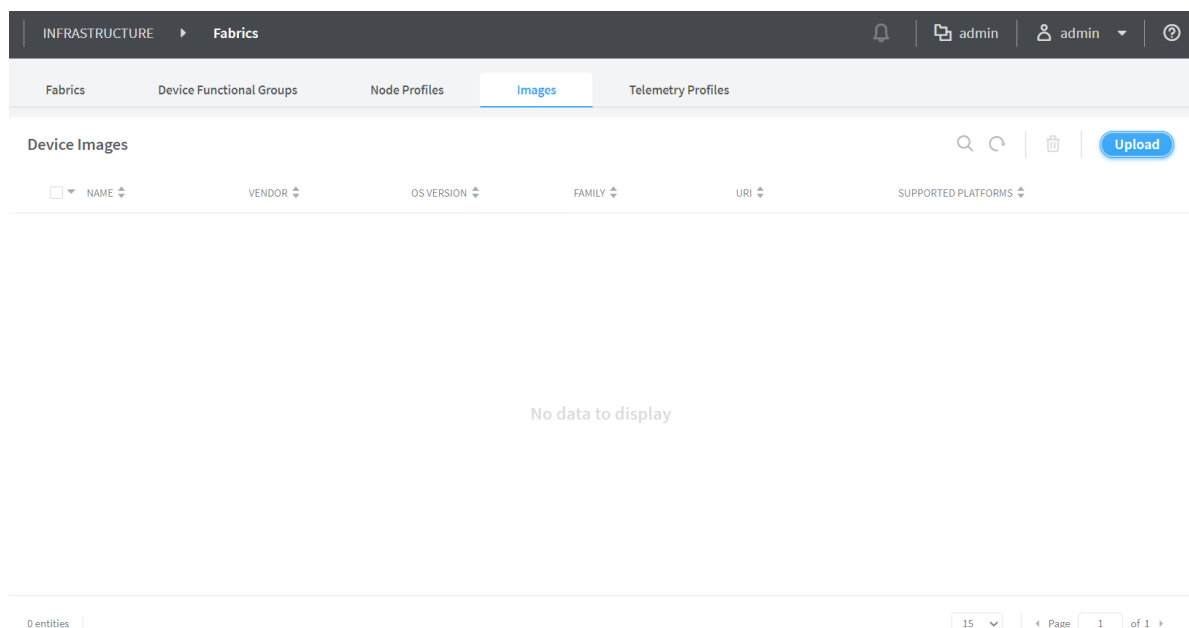 INFRASTRUCTURE Fabrics admin admin
Fabrics Device Functional Groups Node Profiles Images Telemetry Profiles
Device Images Upload
NAME VENDOR OS VERSION FAMILY URI SUPPORTED PLATFORMS
No data to display
0 entities 15 Page 1 of 1